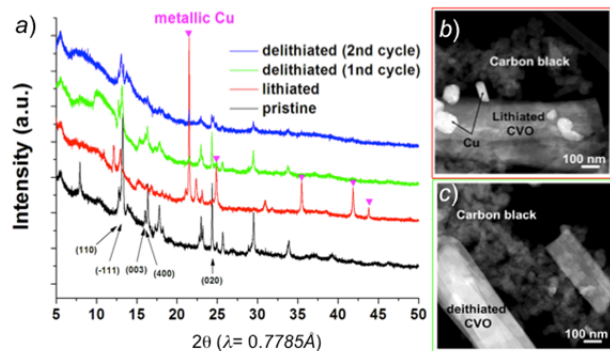 a)
metallic Cu
delithiated (2nd cycle)
delithiated (1nd cycle)
lithiated
pristine
Intensity (a.u.)
(110)
(-111)
(003)
(400)
(020)
5 10 15 20 25 30 35 40 45 50
2θ (λ= 0.7785Å)
b)
Carbon black
Lithiated
CVO
Cu
100 nm
c)
Carbon black
deithiated
CVO
100 nm